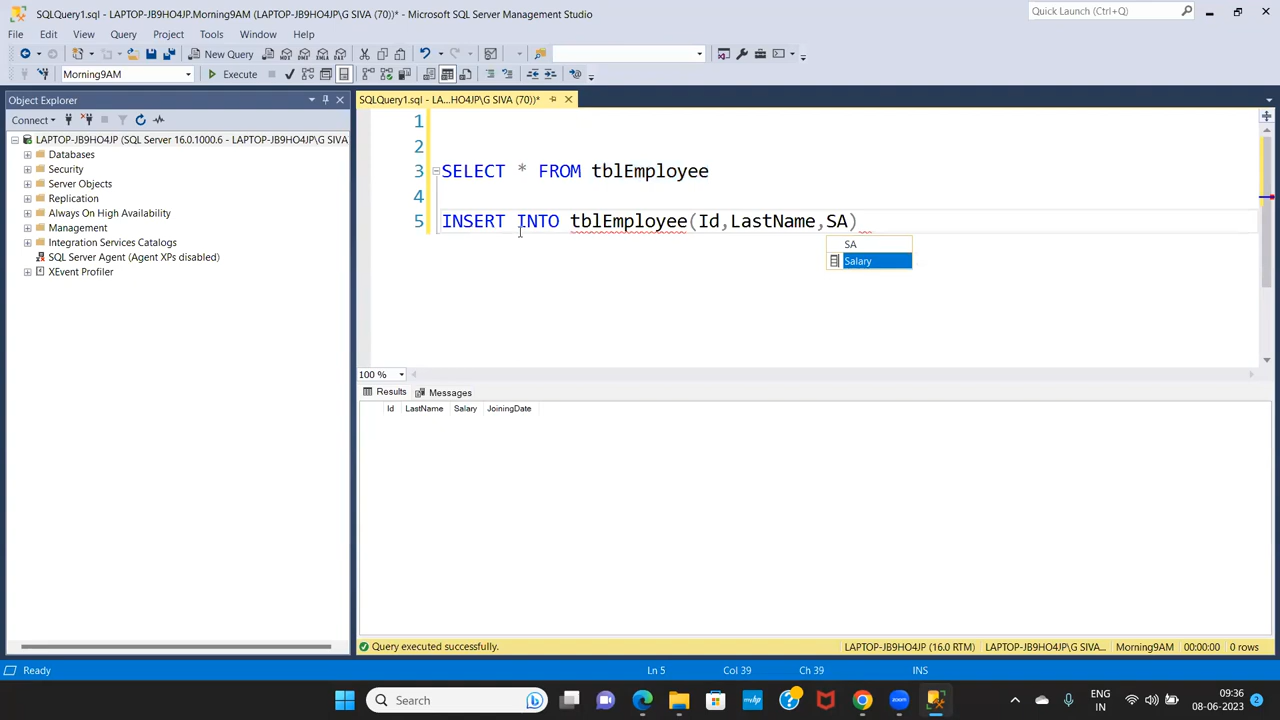 SQLQuery1.sql - LAPTOP-JB9HO4JP.Morning9AM (LAPTOP-JB9HO4JP\G SIVA (70))* - Microsoft SQL Server Management Studio
Quick Launch (Ctrl+Q)
File Edit View Query Project Tools Window Help
New Query
MDX DMX XMLA DAX
Morning9AM
Execute
Object Explorer
SQLQuery1.sql - LA...HO4JP\G SIVA (70))*
Connect
LAPTOP-JB9HO4JP (SQL Server 16.0.1000.6 - LAPTOP-JB9HO4JP\G SIVA
Databases
Security
Server Objects
Replication
Always On High Availability
Management
Integration Services Catalogs
SQL Server Agent (Agent XPs disabled)
XEvent Profiler
1
2
3 SELECT * FROM tblEmployee
4
5 INSERT INTO tblEmployee(Id,LastName,SA)
SA
Salary
100 %
Results Messages
Id LastName Salary JoiningDate
Query executed successfully.
LAPTOP-JB9HO4JP (16.0 RTM) LAPTOP-JB9HO4JP\G SIVA... Morning9AM 00:00:00 0 rows
Ready Ln 5 Col 39 Ch 39 INS
Search
ENG
IN
09:36
08-06-2023